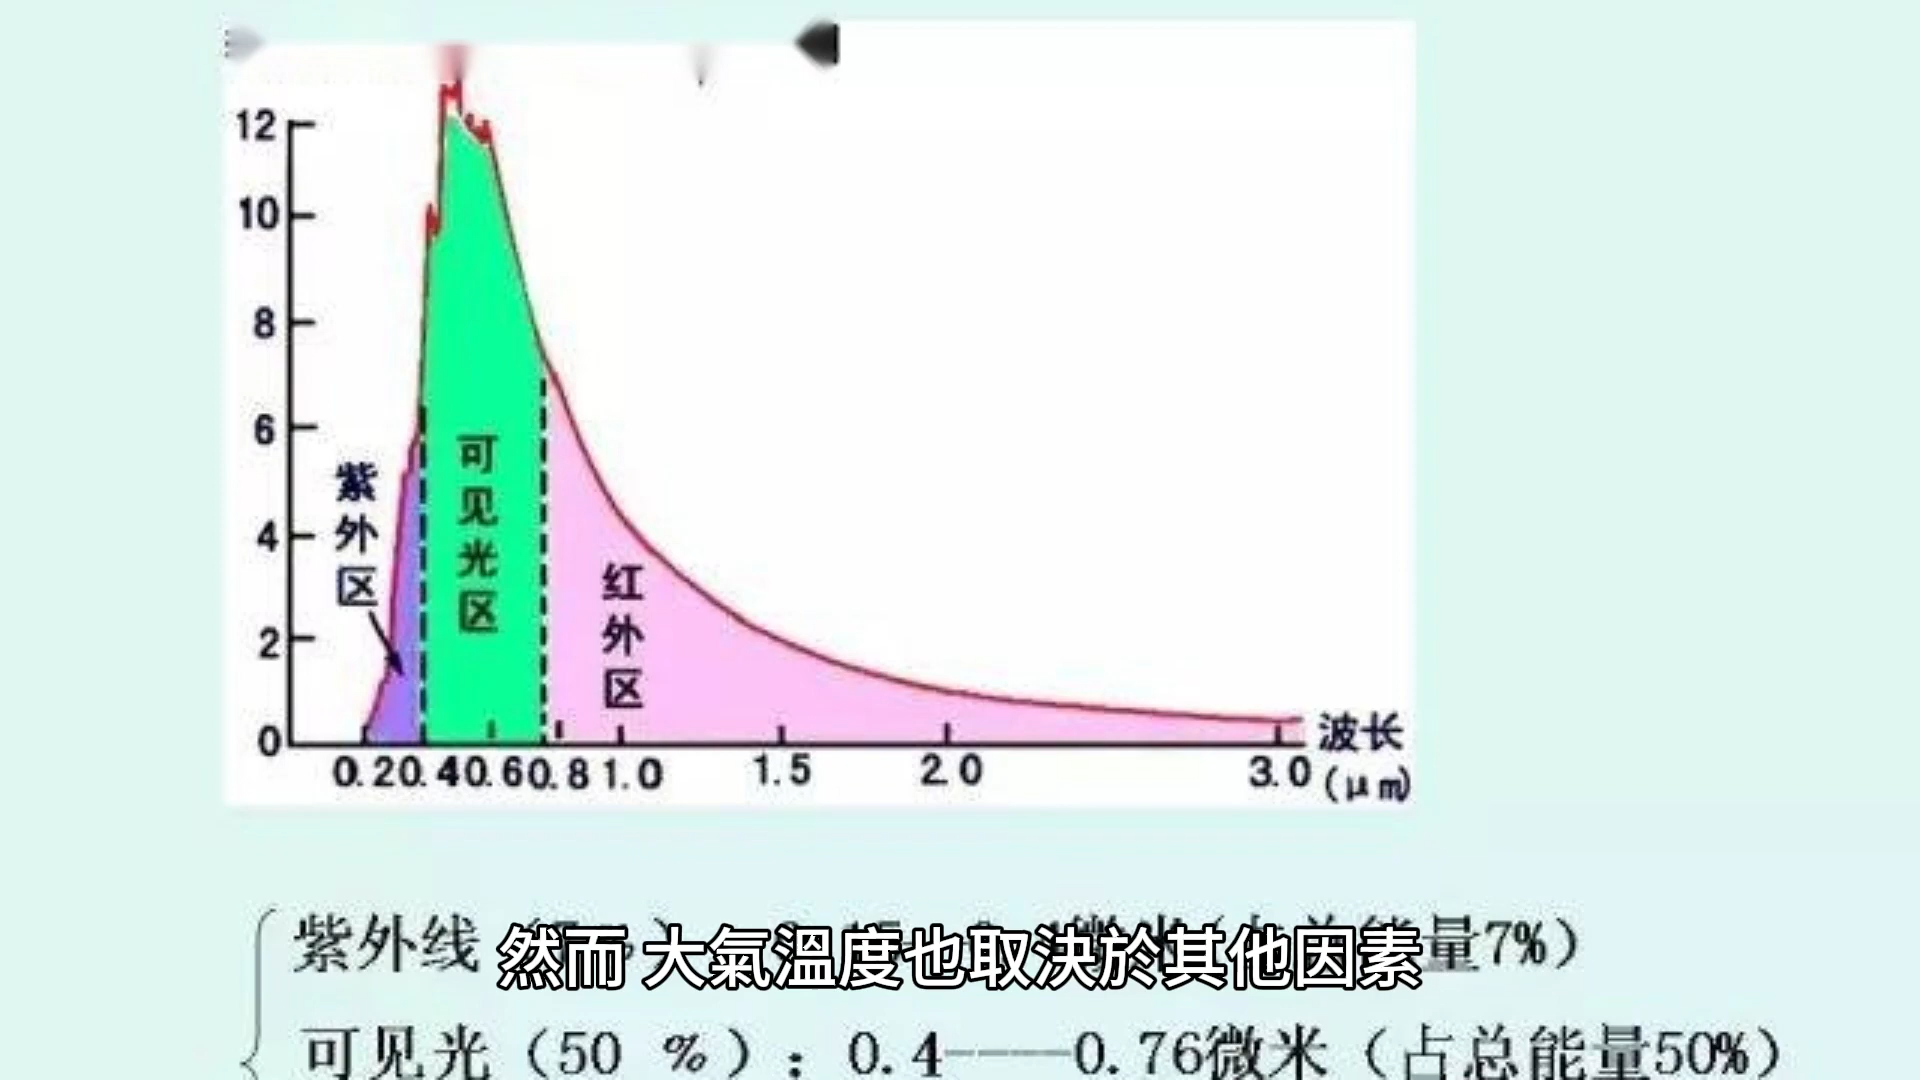 12
10
8
6
4
2
0
紫外区
可见光区
红外区
0.2 0.4 0.6 0.8 1.0 1.5 2.0 3.0
波长
(μm)
紫外线 量7%)
然而 大氣溫度也取決於其他因素
可见光(50 %):0.4----0.76微米(占总能量50%)